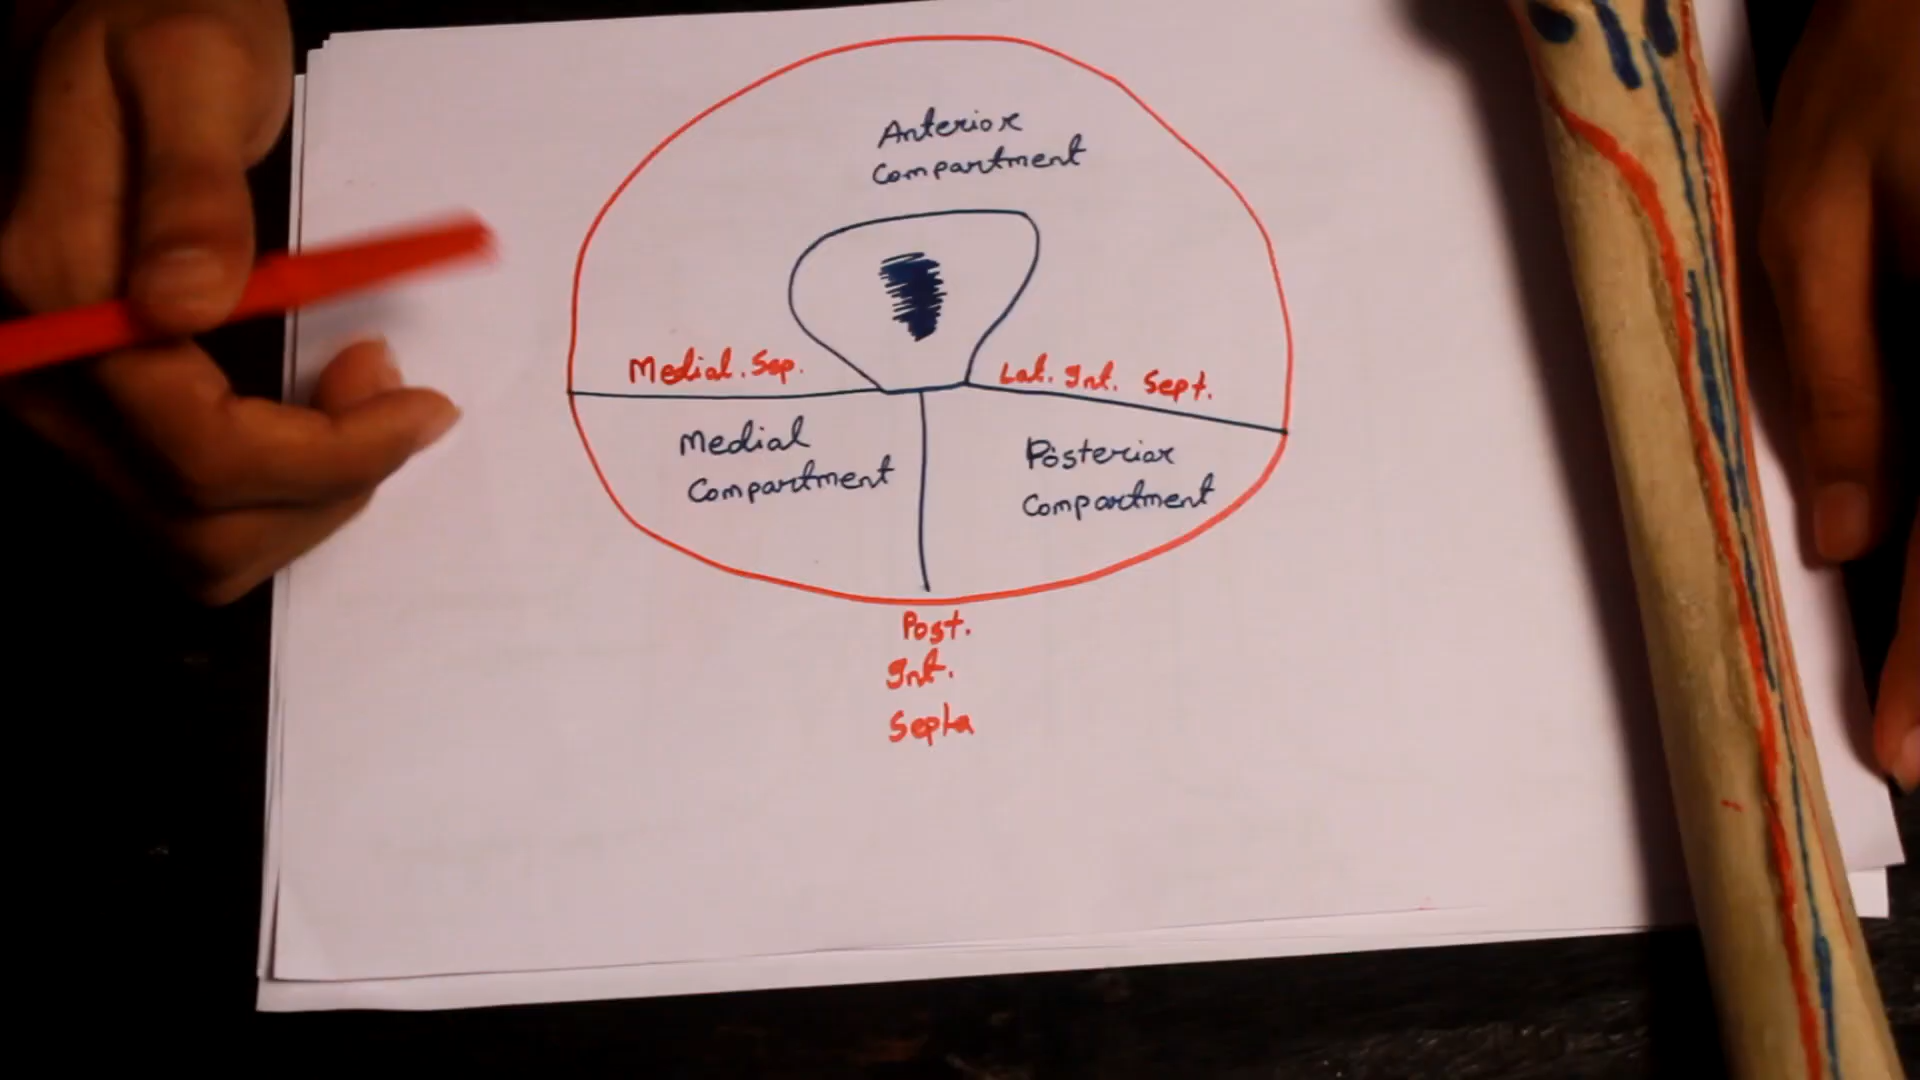 Anterior
Compartment
Medial. Sep.
Lat. Int. Sept.
Medial
Compartment
Posterior
Compartment
Post.
Int.
Septa